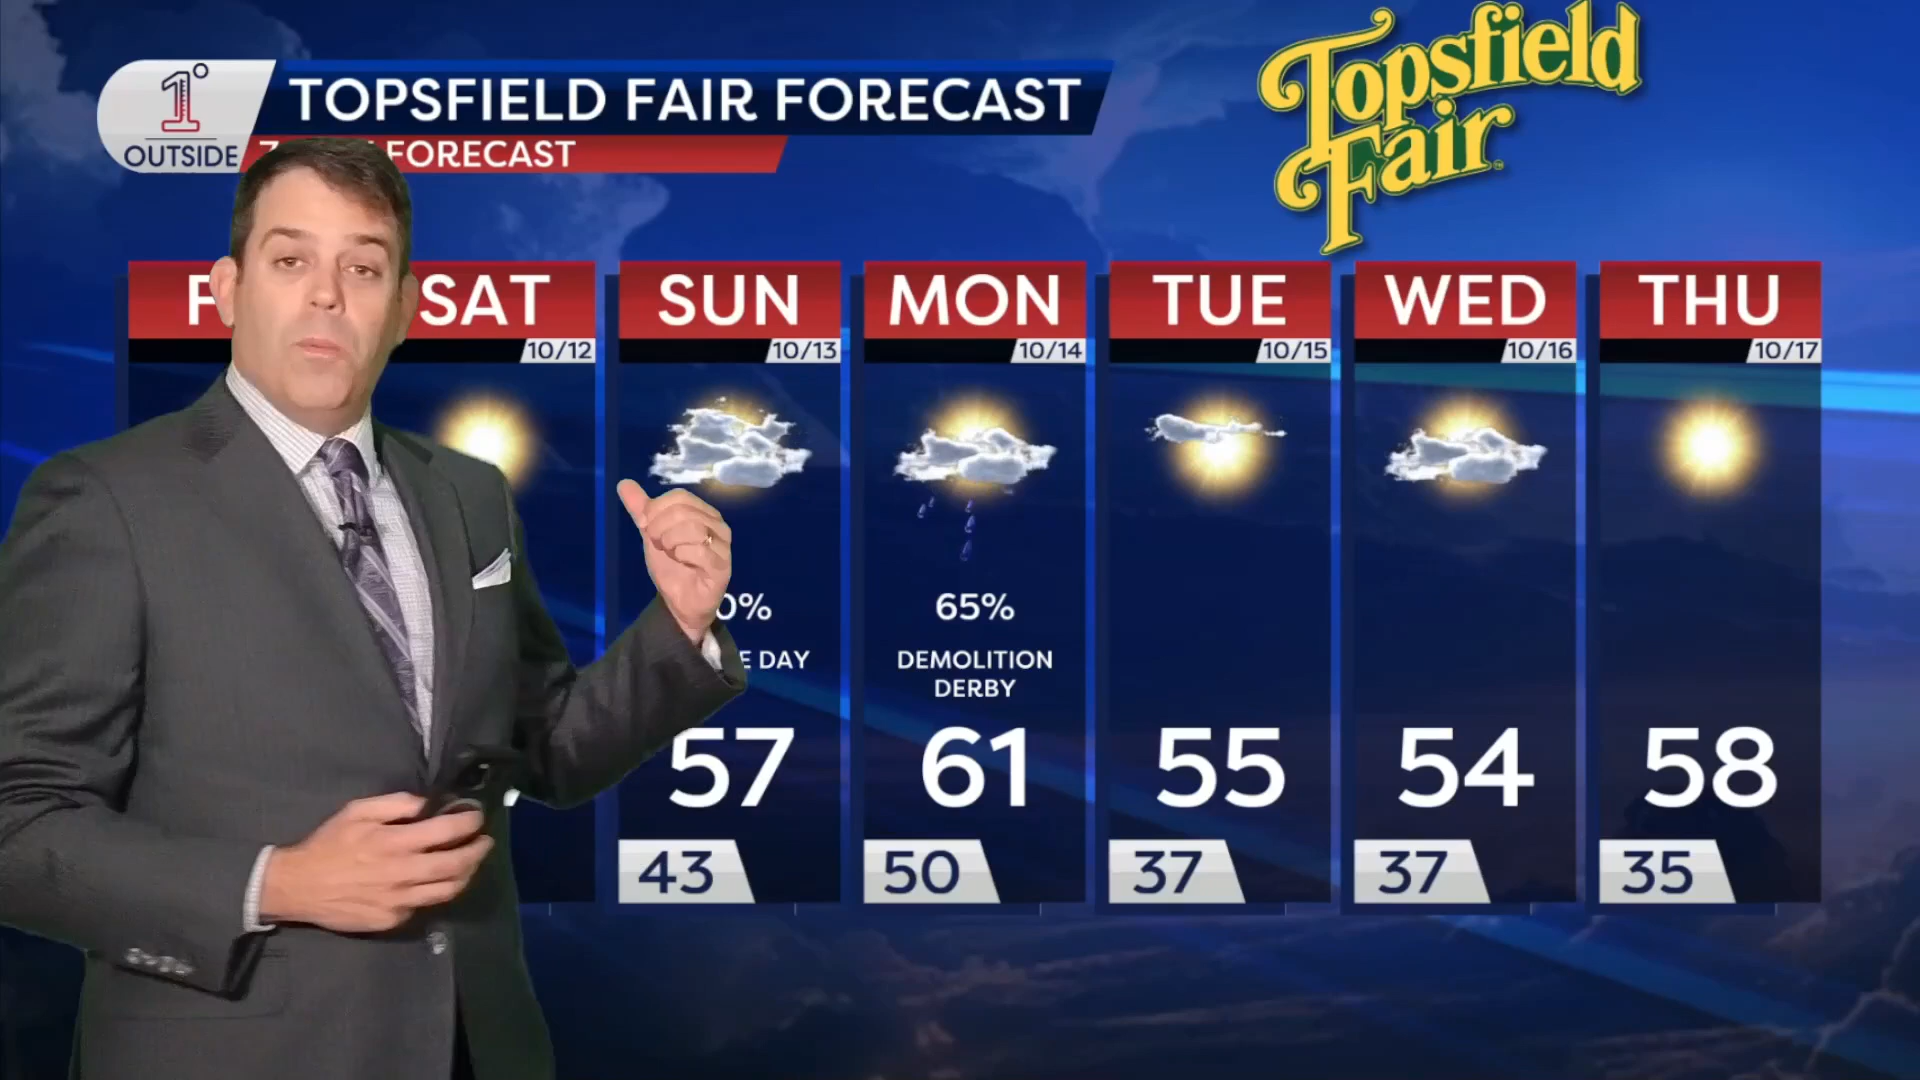 1°
OUTSIDE
TOPSFIELD FAIR FORECAST
FORECAST
Topsfield
Fair
SAT
SUN
MON
TUE
WED
THU
10/12
10/13
10/14
10/15
10/16
10/17
65%
DAY
DEMOLITION
DERBY
57
61
55
54
58
43
50
37
37
35